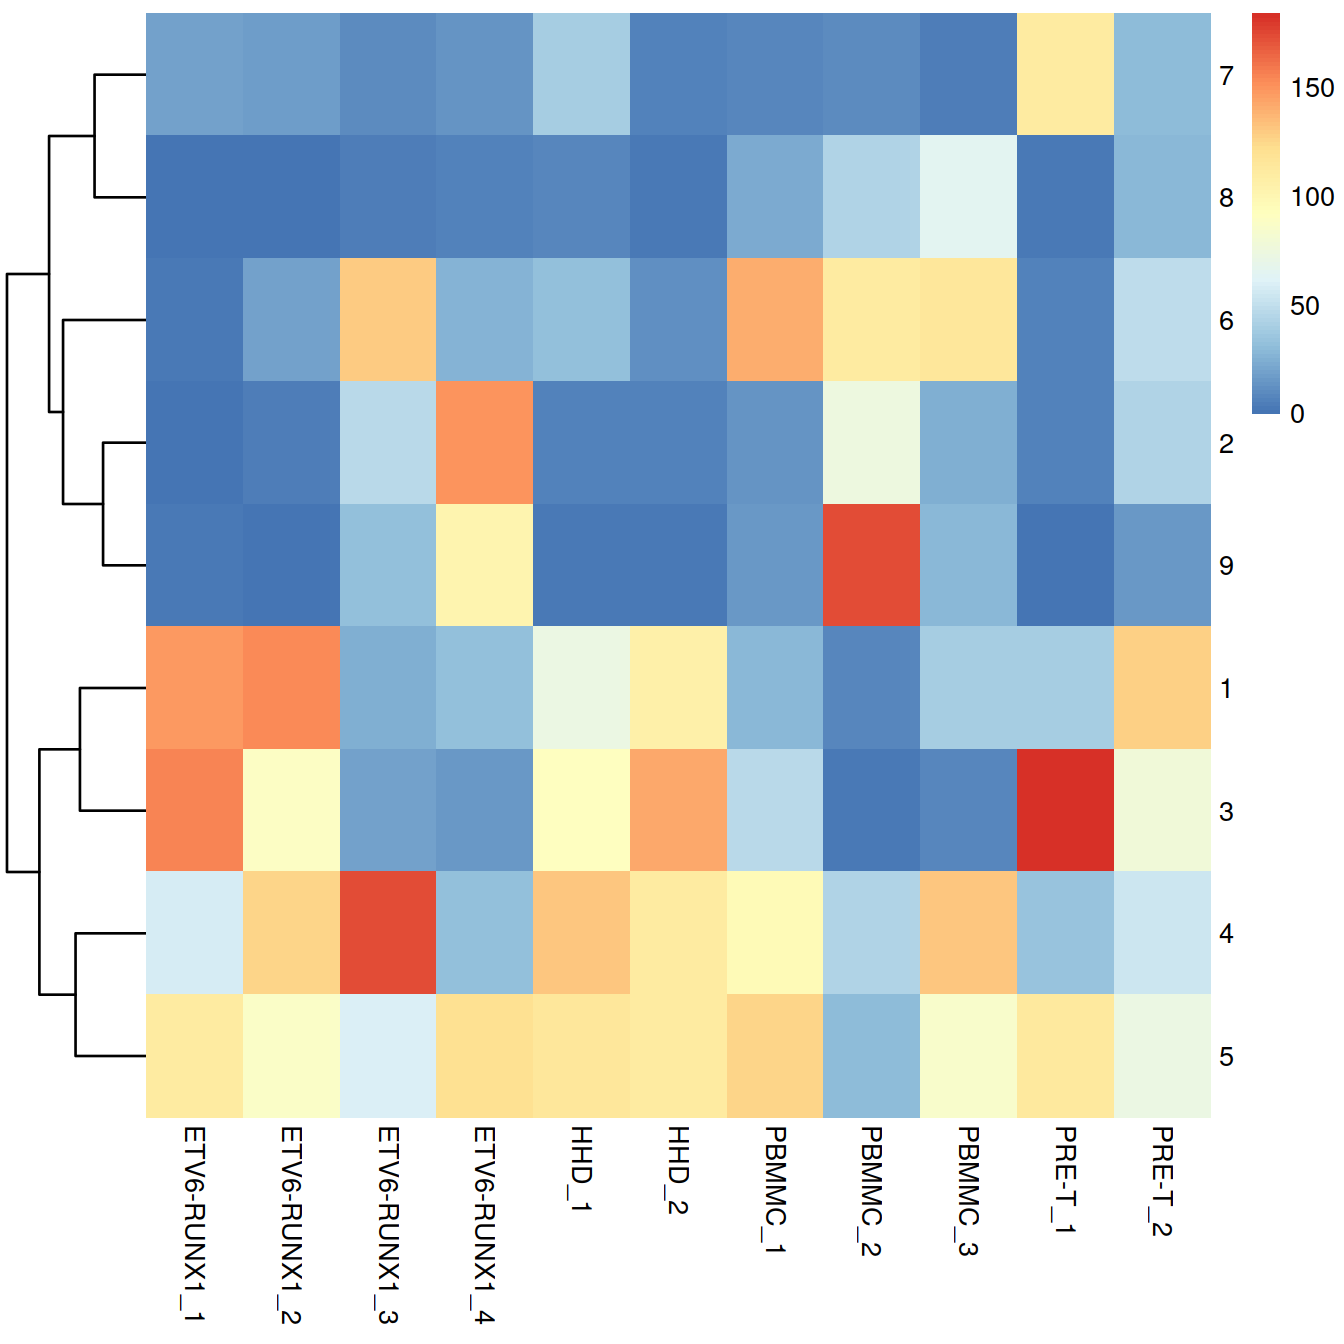 7
8
6
2
9
1
3
4
5
150
100
50
0
ETV6-RUNX1_1
ETV6-RUNX1_2
ETV6-RUNX1_3
ETV6-RUNX1_4
HHD_1
HHD_2
PBMMC_1
PBMMC_2
PBMMC_3
PRE-T_1
PRE-T_2